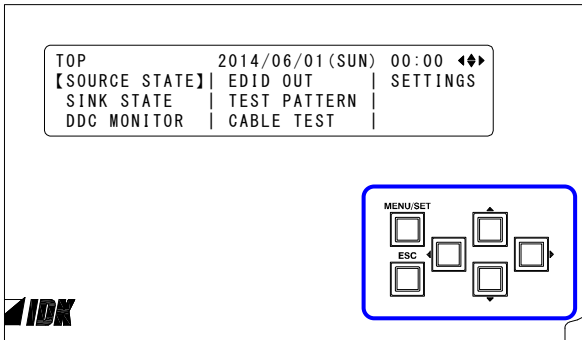 TOP 2014/06/01(SUN) 00:00
【SOURCE STATE】| EDID OUT | SETTINGS
SINK STATE | TEST PATTERN |
DDC MONITOR | CABLE TEST |
MENU/SET
ESC
IDK